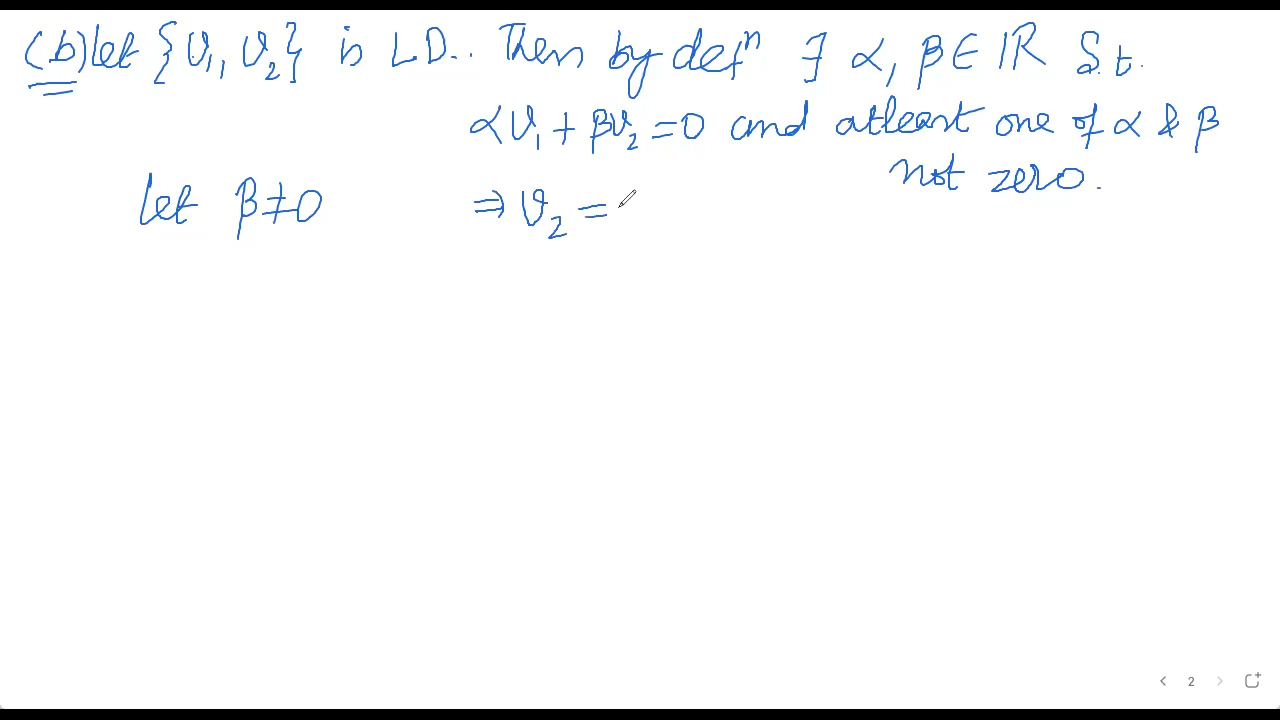 (b) let {v₁, v₂} is LD.. Then by defⁿ ∃ α, β ∈ IR S.t.
αv₁ + βv₂ = 0 and atleast one of α & β
not zero.
let β ≠ 0 ⇒ v₂ =
2